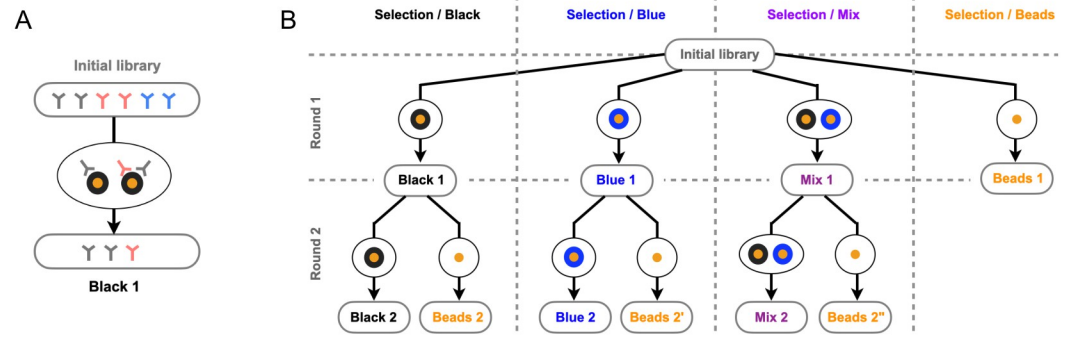 A
Initial library
Black 1
B
Selection / Black
Selection / Blue
Selection / Mix
Selection / Beads
Initial library
Round 1
Black 1
Blue 1
Mix 1
Beads 1
Round 2
Black 2
Beads 2
Blue 2
Beads 2'
Mix 2
Beads 2"